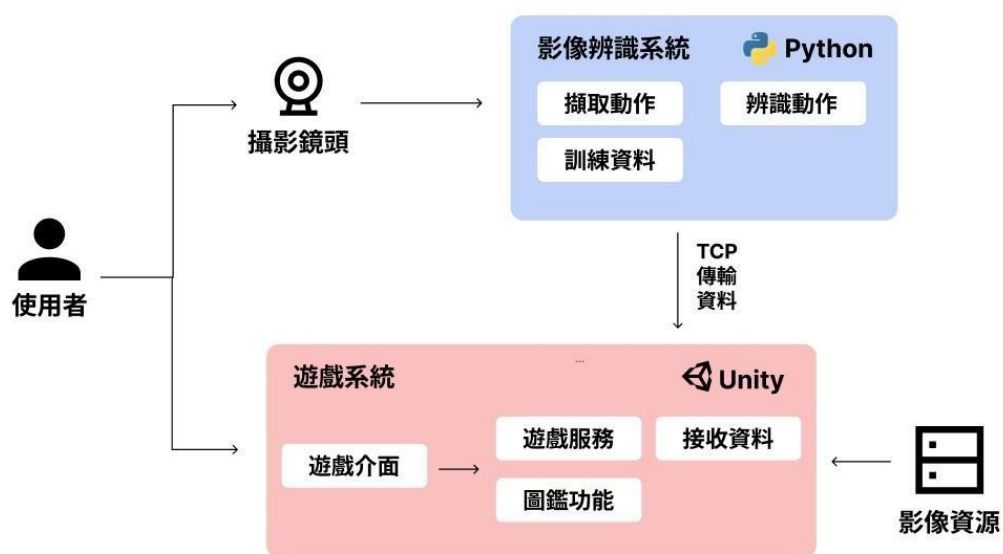 影像辨識系統
Python
擷取動作
辨識動作
訓練資料
攝影鏡頭
使用者
TCP
傳輸
資料
遊戲系統
...
Unity
遊戲介面
遊戲服務
接收資料
圖鑑功能
影像資源